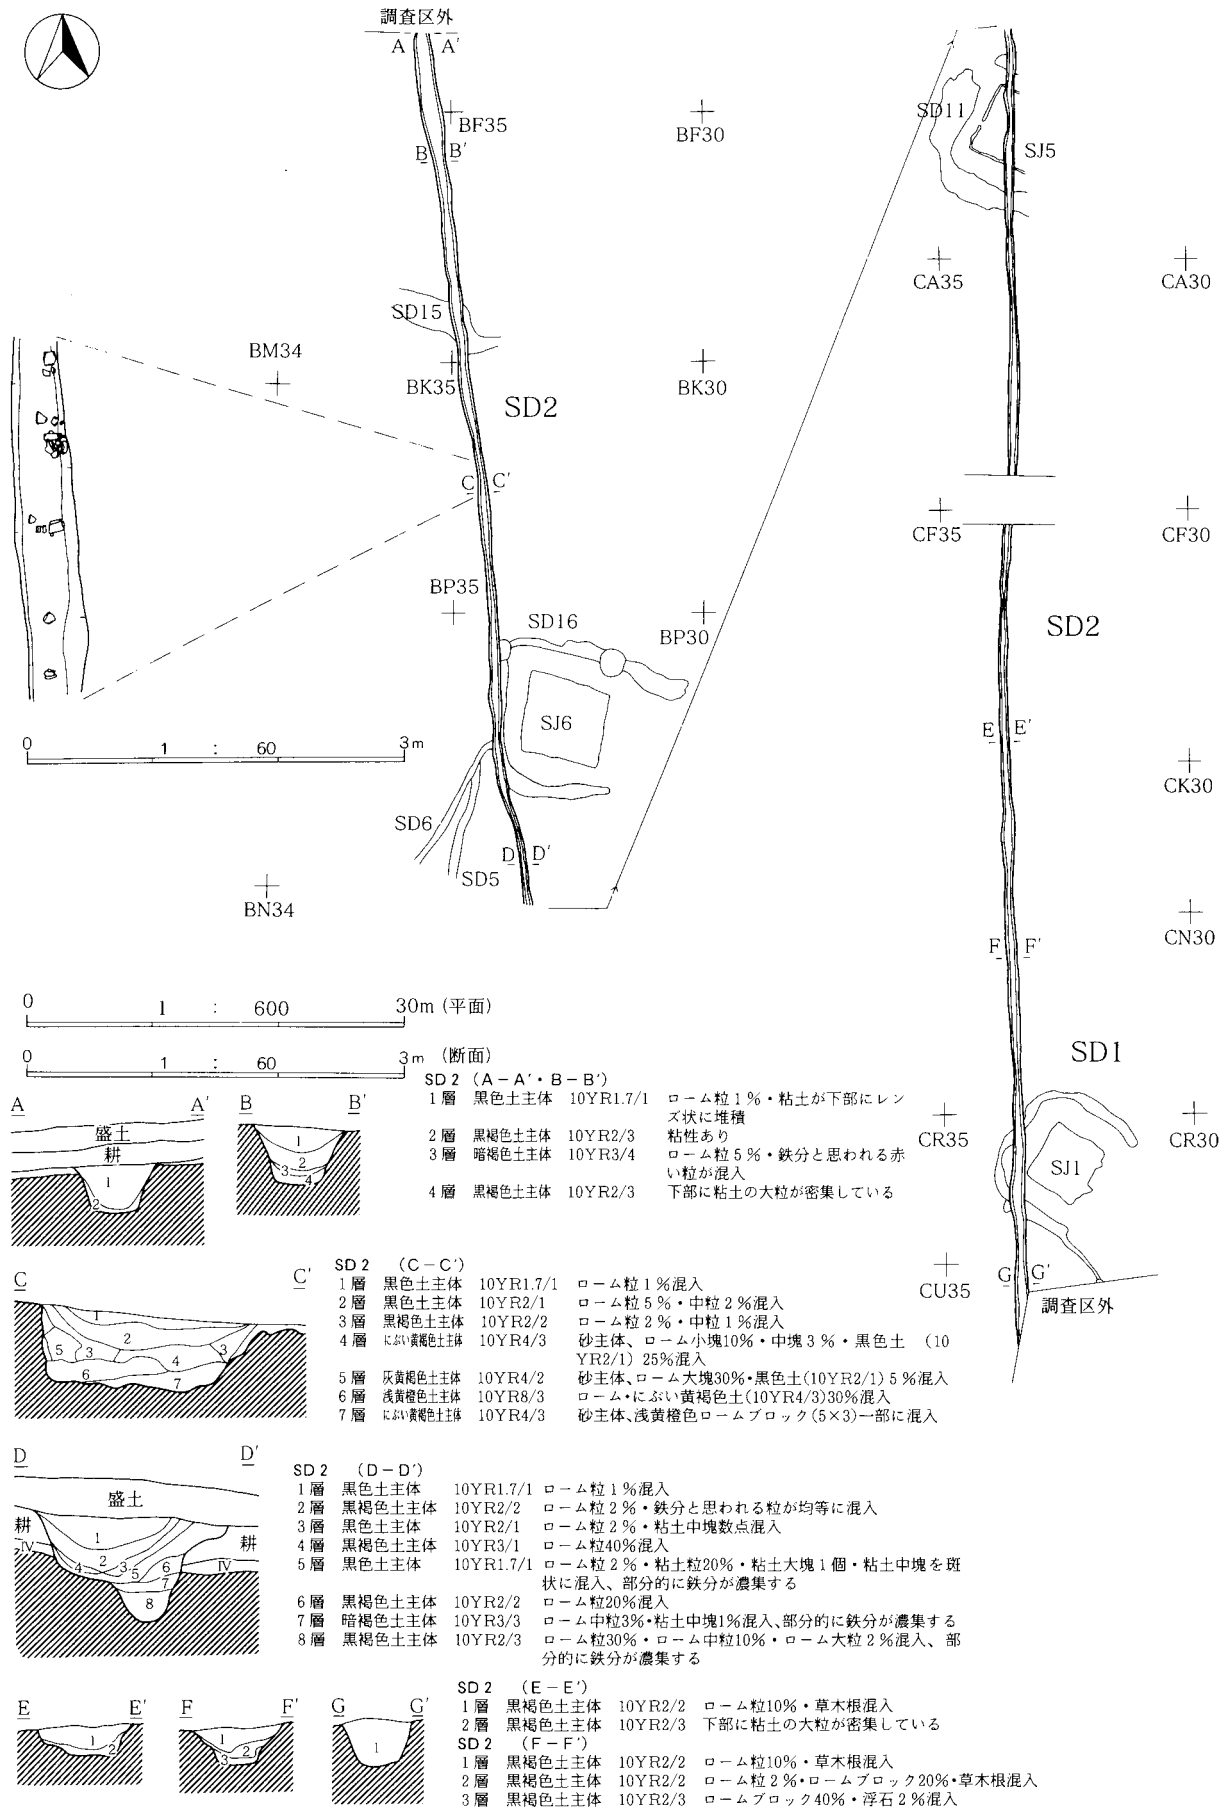 調査区外
A A′
BF35
BF30
B B′
SD15
BM34
BK35
BK30
SD2
C C′
BP35
SD16
BP30
SJ6
SD6
SD5
D D′
BN34
0 1 : 60 3m
SD11
SJ5
CA35
CA30
CF35
CF30
SD2
E E′
CK30
CN30
F F′
SD1
CR35
CR30
SJ1
CU35
G G′
調査区外
0 1 : 600 30m (平面)
0 1 : 60 3m (断面)
A A′
盛土
耕
1
2
B B′
1
2
3
4
SD 2 (A－A′・B－B′)
1層 黒色土主体 10YR1.7/1 ローム粒1％・粘土が下部にレン
ズ状に堆積
2層 黒褐色土主体 10YR2/3 粘性あり
3層 暗褐色土主体 10YR3/4 ローム粒5％・鉄分と思われる赤
い粒が混入
4層 黒褐色土主体 10YR2/3 下部に粘土の大粒が密集している
C C′
1
2
5 3 4 3
6 7
SD 2 (C－C′)
1層 黒色土主体 10YR1.7/1 ローム粒1％混入
2層 黒色土主体 10YR2/1 ローム粒5％・中粒2％混入
3層 黒褐色土主体 10YR2/2 ローム粒2％・中粒1％混入
4層 にぶい黄褐色土主体 10YR4/3 砂主体、ローム小塊10％・中塊3％・黒色土 (10
YR2/1) 25％混入
5層 灰黄褐色土主体 10YR4/2 砂主体、ローム大塊30％・黒色土(10YR2/1) 5％混入
6層 浅黄橙色土主体 10YR8/3 ローム・にぶい黄褐色土(10YR4/3)30％混入
7層 にぶい黄褐色土主体 10YR4/3 砂主体、浅黄橙色ロームブロック(5×3)一部に混入
D D′
盛土
耕 1 耕
IV 4 2 3 5 6 IV
7
8
SD 2 (D－D′)
1層 黒色土主体 10YR1.7/1 ローム粒1％混入
2層 黒褐色土主体 10YR2/2 ローム粒2％・鉄分と思われる粒が均等に混入
3層 黒色土主体 10YR2/1 ローム粒2％・粘土中塊数点混入
4層 黒褐色土主体 10YR3/1 ローム粒40％混入
5層 黒色土主体 10YR1.7/1 ローム粒2％・粘土粒20％・粘土大塊1個・粘土中塊を斑
状に混入、部分的に鉄分が濃集する
6層 黒褐色土主体 10YR2/2 ローム粒20％混入
7層 暗褐色土主体 10YR3/3 ローム中粒3％・粘土中塊1％混入、部分的に鉄分が濃集する
8層 黒褐色土主体 10YR2/3 ローム粒30％・ローム中粒10％・ローム大粒2％混入、部
分的に鉄分が濃集する
E E′
1
2
F F′
1
2
3
G G′
1
SD 2 (E－E′)
1層 黒褐色土主体 10YR2/2 ローム粒10％・草木根混入
2層 黒褐色土主体 10YR2/3 下部に粘土の大粒が密集している
SD 2 (F－F′)
1層 黒褐色土主体 10YR2/2 ローム粒10％・草木根混入
2層 黒褐色土主体 10YR2/2 ローム粒2％・ロームブロック20％・草木根混入
3層 黒褐色土主体 10YR2/3 ロームブロック40％・浮石2％混入